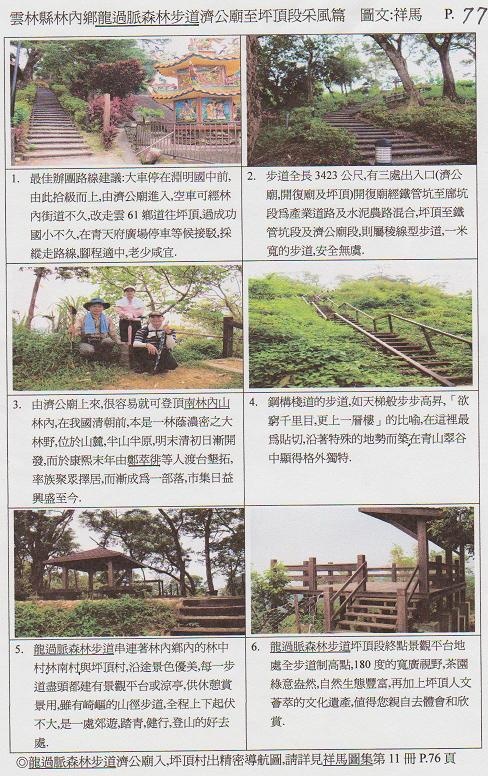 雲林縣林內鄉龍過脈森林步道濟公廟至坪頂段采風篇 圖文:祥馬 P. 77
1. 最佳辦團路線建議:大車停在淵明國中前,
由此拾級而上,由濟公廟進入,空車可經林
內街道不久,改走雲 61 鄉道往坪頂,過成功
國小不久,在青天府廣場停車等候接駁,採
縱走路線,腳程適中,老少咸宜.
2. 步道全長 3423 公尺,有三處出入口(濟公
廟,開復廟及坪頂)開復廟經鐵管坑至廍坑
段為產業道路及水泥農路混合,坪頂至鐵
管坑段及濟公廟段,則屬稜線型步道,一米
寬的步道,安全無虞.
3. 由濟公廟上來,很容易就可登頂南林內山
林內,在我國清朝前,本是一林蔭濃密之大
林野,位於山麓,半山半原,明末清初日漸開
發,而於康熙末年由鄭萃徘等人渡台墾拓,
率族聚眾擇居,而漸成為一部落,市集日益
興盛至今.
4. 鋼構棧道的步道,如天梯般步步高昇,「欲
窮千里目,更上一層樓」的比喻,在這裡最
為貼切,沿著特殊的地勢而築在青山翠谷
中顯得格外獨特.
5. 龍過脈森林步道串連著林內鄉內的林中
村林南村與坪頂村,沿途景色優美,每一步
道盡頭都建有景觀平台或涼亭,供休憩賞
景用,雖有崎嶇的山徑步道,全程上下起伏
不大,是一處郊遊,踏青,健行,登山的好去
處.
6. 龍過脈森林步道坪頂段終點景觀平台地
處全步道制高點,180 度的寬廣視野,茶園
綠意盎然,自然生態豐富,再加上坪頂人文
薈萃的文化遺產,值得您親自去體會和欣
賞.
◎龍過脈森林步道濟公廟入,坪頂村出精密導航圖,請詳見祥馬圖集第 11 冊 P.76 頁